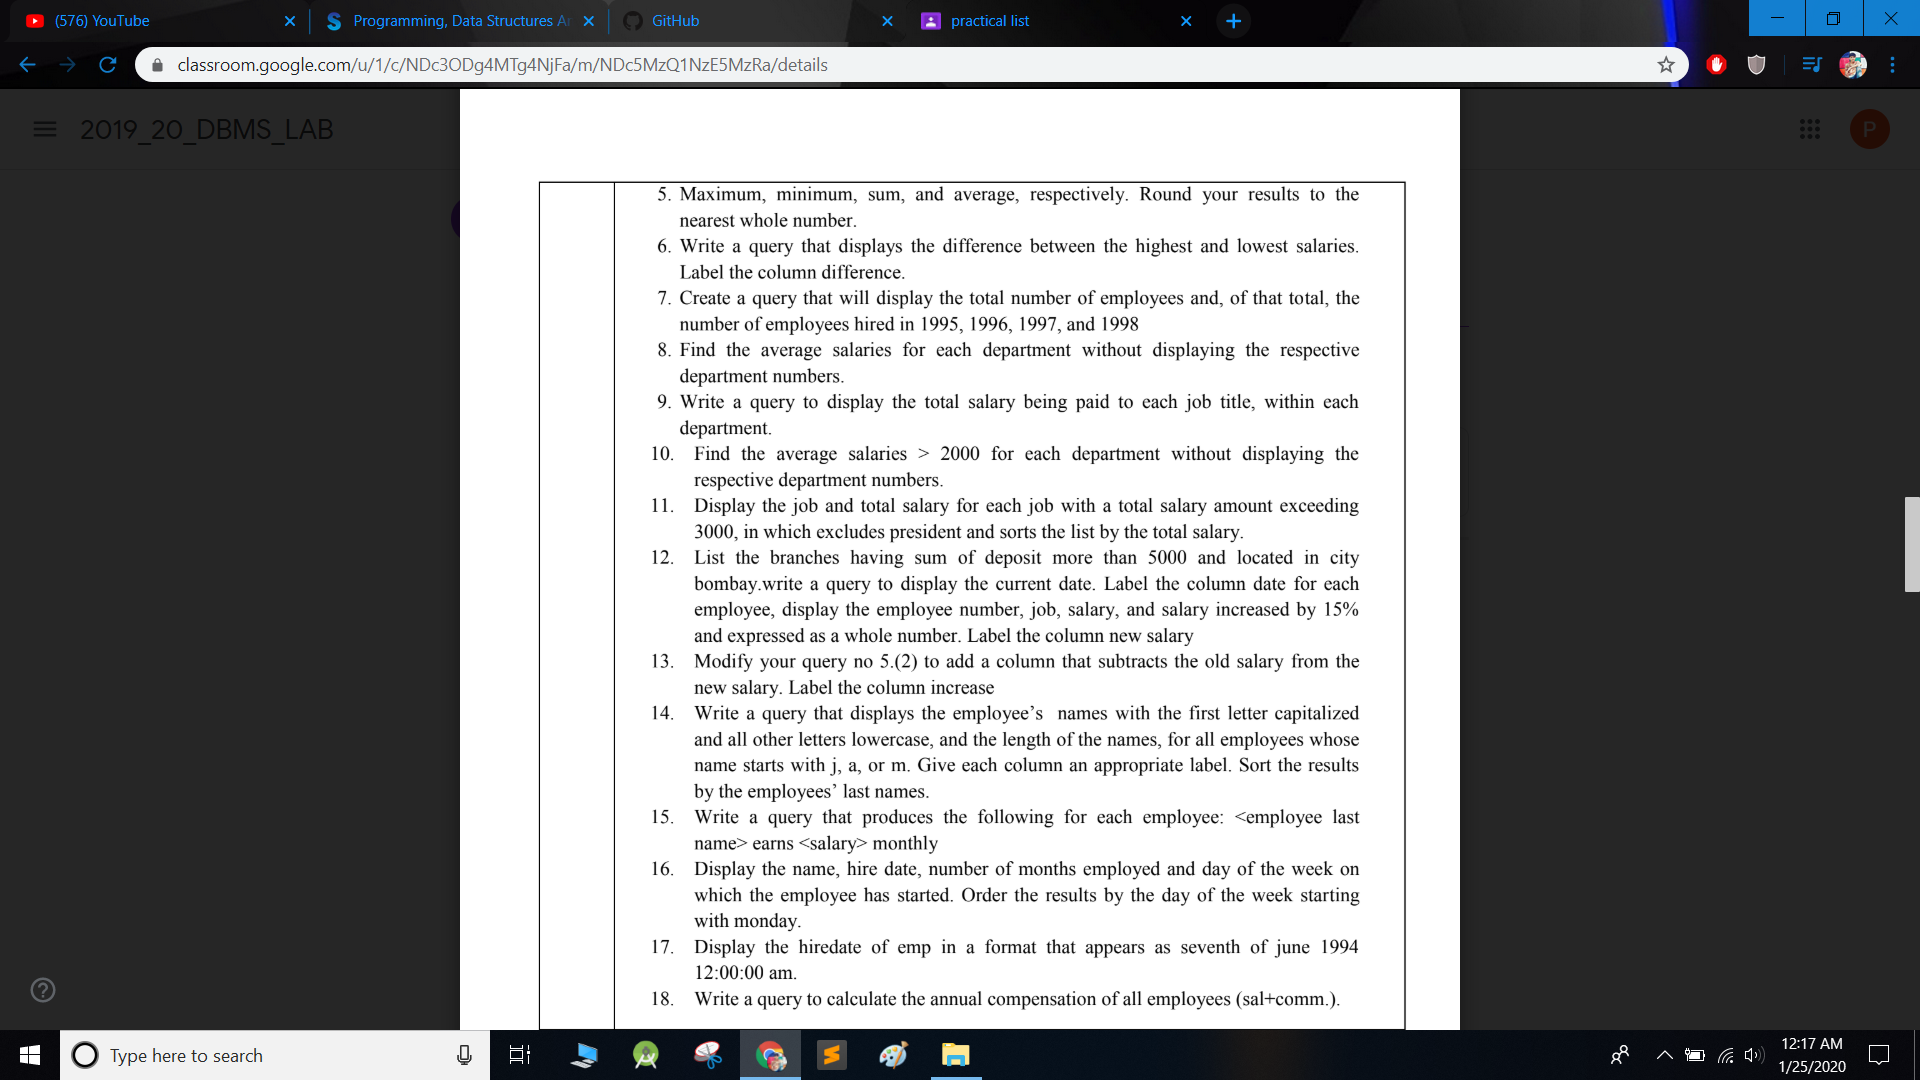 (576) YouTube
Programming, Data Structures Ar
GitHub
practical list
classroom.google.com/u/1/c/NDc3ODg4MTg4NjFa/m/NDc5MzQ1NzE5MzRa/details
2019_20_DBMS_LAB
P
5. Maximum, minimum, sum, and average, respectively. Round your results to the
nearest whole number.
6. Write a query that displays the difference between the highest and lowest salaries.
Label the column difference.
7. Create a query that will display the total number of employees and, of that total, the
number of employees hired in 1995, 1996, 1997, and 1998
8. Find the average salaries for each department without displaying the respective
department numbers.
9. Write a query to display the total salary being paid to each job title, within each
department.
10. Find the average salaries > 2000 for each department without displaying the
respective department numbers.
11. Display the job and total salary for each job with a total salary amount exceeding
3000, in which excludes president and sorts the list by the total salary.
12. List the branches having sum of deposit more than 5000 and located in city
bombay.write a query to display the current date. Label the column date for each
employee, display the employee number, job, salary, and salary increased by 15%
and expressed as a whole number. Label the column new salary
13. Modify your query no 5.(2) to add a column that subtracts the old salary from the
new salary. Label the column increase
14. Write a query that displays the employee’s names with the first letter capitalized
and all other letters lowercase, and the length of the names, for all employees whose
name starts with j, a, or m. Give each column an appropriate label. Sort the results
by the employees’ last names.
15. Write a query that produces the following for each employee: <employee last
name> earns <salary> monthly
16. Display the name, hire date, number of months employed and day of the week on
which the employee has started. Order the results by the day of the week starting
with monday.
17. Display the hiredate of emp in a format that appears as seventh of june 1994
12:00:00 am.
18. Write a query to calculate the annual compensation of all employees (sal+comm.).
Type here to search
12:17 AM
1/25/2020